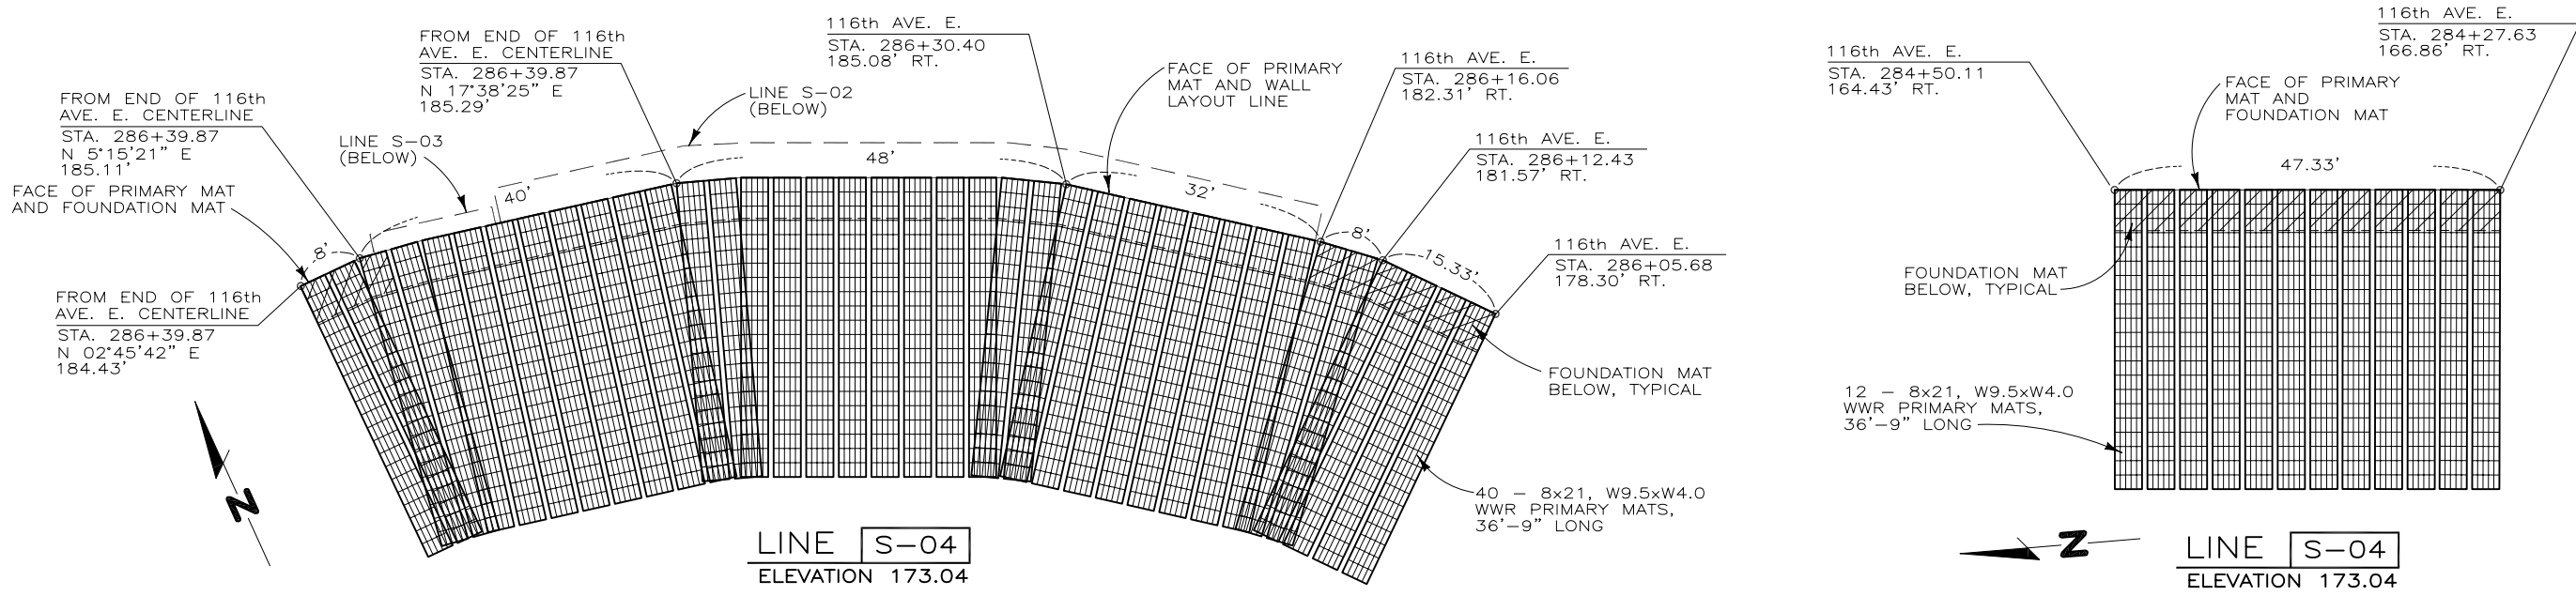 FROM END OF 116th
AVE. E. CENTERLINE
STA. 286+39.87
N 5°15'21" E
185.11'
FACE OF PRIMARY MAT
AND FOUNDATION MAT
FROM END OF 116th
AVE. E. CENTERLINE
STA. 286+39.87
N 02°45'42" E
184.43'
8'
LINE S-03
(BELOW)
40'
FROM END OF 116th
AVE. E. CENTERLINE
STA. 286+39.87
N 17°38'25" E
185.29'
LINE S-02
(BELOW)
48'
116th AVE. E.
STA. 286+30.40
185.08' RT.
FACE OF PRIMARY
MAT AND WALL
LAYOUT LINE
32'
116th AVE. E.
STA. 286+16.06
182.31' RT.
8'
116th AVE. E.
STA. 286+12.43
181.57' RT.
15.33'
116th AVE. E.
STA. 286+05.68
178.30' RT.
FOUNDATION MAT
BELOW, TYPICAL
40 - 8x21, W9.5xW4.0
WWR PRIMARY MATS,
36'-9" LONG
N
LINE S-04
ELEVATION 173.04
116th AVE. E.
STA. 284+50.11
164.43' RT.
116th AVE. E.
STA. 284+27.63
166.86' RT.
FACE OF PRIMARY
MAT AND
FOUNDATION MAT
47.33'
FOUNDATION MAT
BELOW, TYPICAL
12 - 8x21, W9.5xW4.0
WWR PRIMARY MATS,
36'-9" LONG
N
LINE S-04
ELEVATION 173.04